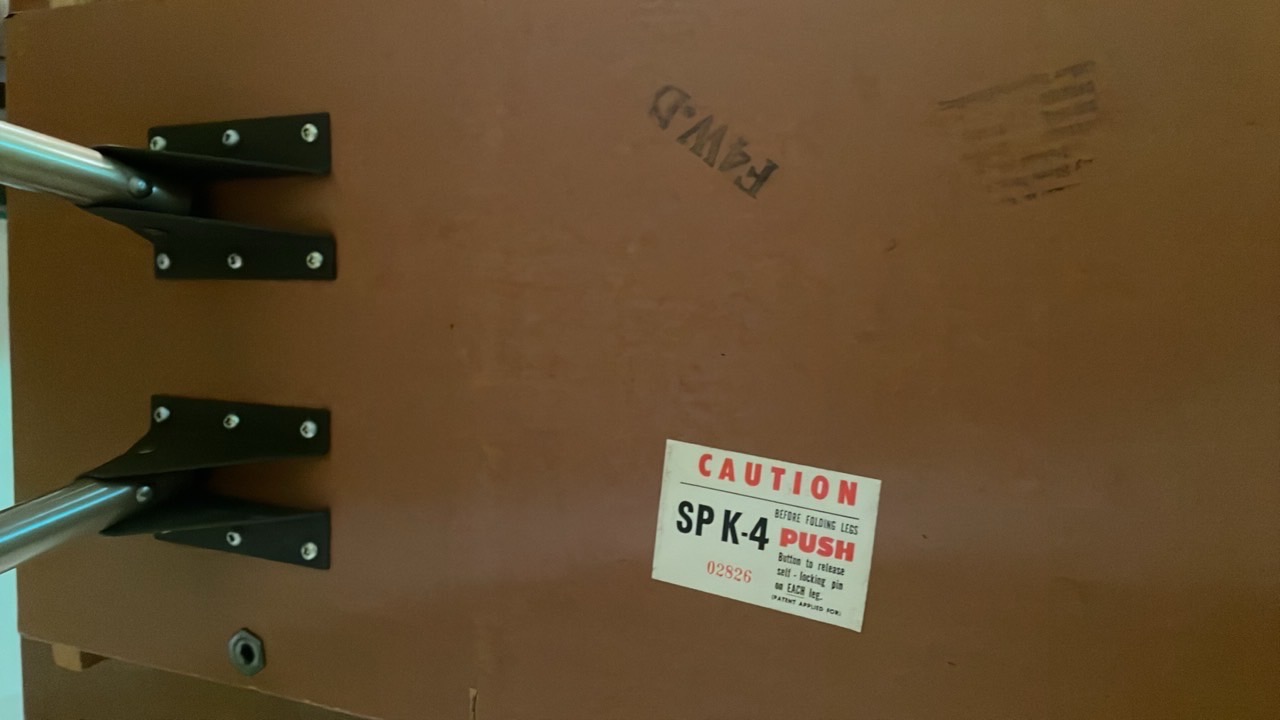 F4W.D
CAUTION
SP K-4
02826
BEFORE FOLDING LEGS
PUSH
Button to release
self - locking pin
on EACH leg.
(PATENT APPLIED FOR)